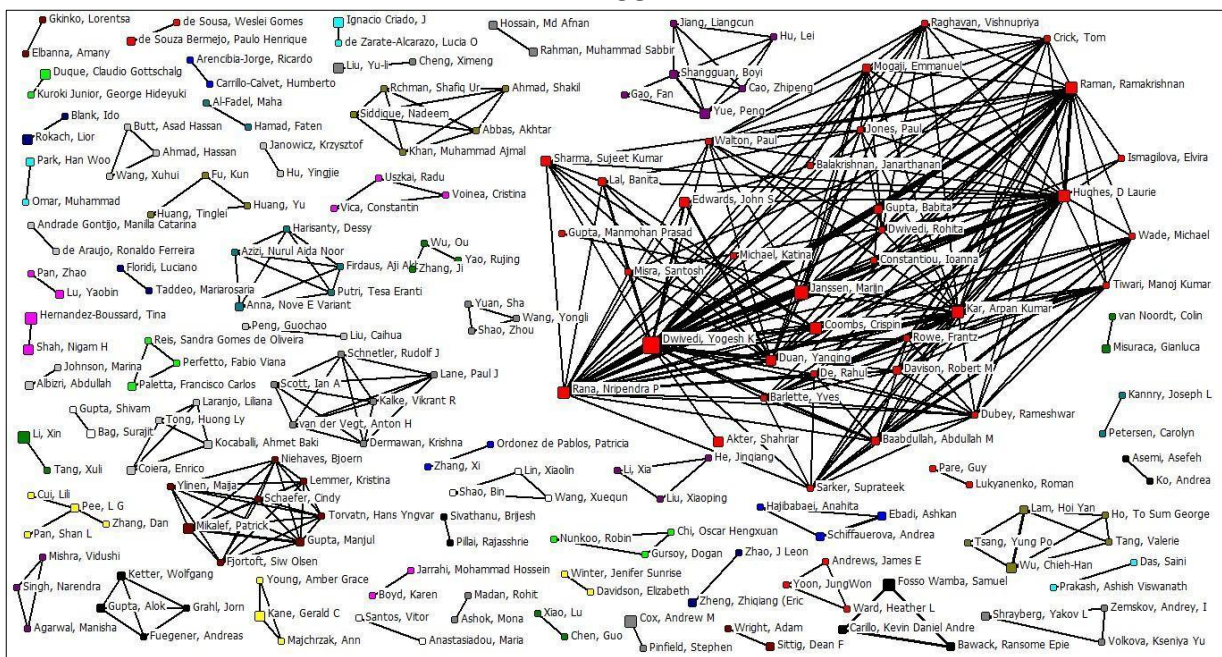 Gkinko, Lorentsa
Elbanna, Amany
de Sousa, Weslei Gomes
de Souza Bermejo, Paulo Henrique
Ignacio Criado, J
de Zarate-Alcarazo, Lucia O
Hossain, Md Afnan
Rahman, Muhammad Sabbir
Jiang, Liangcun
Hu, Lei
Shangguan, Boyi
Cao, Zhipeng
Gao, Fan
Yue, Peng
Raghavan, Vishnupriya
Crick, Tom
Mogaji, Emmanuel
Raman, Ramakrishnan
Duque, Claudio Gottschalg
Kuroki Junior, George Hideyuki
Arencibia-Jorge, Ricardo
Carrillo-Calvet, Humberto
Liu, Yu-li
Cheng, Ximeng
Rehman, Shafiq Ur
Ahmad, Shakil
Siddique, Nadeem
Abbas, Akhtar
Khan, Muhammad Ajmal
Al-Fadel, Maha
Hamad, Faten
Blank, Ido
Rokach, Lior
Butt, Asad Hassan
Ahmad, Hassan
Wang, Xuhui
Janowicz, Krzysztof
Hu, Yingjie
Park, Han Woo
Omar, Muhammad
Fu, Kun
Huang, Yu
Huang, Tinglei
Uszkai, Radu
Voinea, Cristina
Vica, Constantin
Walton, Paul
Jones, Paul
Sharma, Sujeet Kumar
Balakrishnan, Janarthanan
Ismagilova, Elvira
Lal, Banita
Hughes, D Laurie
Edwards, John S
Gupta, Babita
Gupta, Manmohan Prasad
Dwivedi, Rohita
Wade, Michael
Michael, Katina
Constantiou, Ioanna
Misra, Santosh
Janssen, Marijn
Tiwari, Manoj Kumar
Kar, Arpan Kumar
Coombs, Crispin
Dwivedi, Yogesh K
Rowe, Frantz
Duan, Yanqing
De, Rahul
Davison, Robert M
Rana, Nripendra P
Barlette, Yves
Dubey, Rameshwar
Akter, Shahriar
Baabdullah, Abdullah M
Sarker, Suprateek
Andrade Gontijo, Manilla Catarina
de Araujo, Ronaldo Ferreira
Harisanty, Dessy
Azizi, Nurul Aida Noor
Firdaus, Aji Ak
Putri, Tesa Eranti
Anna, Nove E Variant
Wu, Ou
Yao, Rujing
Zhang, Ji
Pan, Zhao
Lu, Yaobin
Floridi, Luciano
Taddeo, Mariarosaria
Yuan, Sha
Wang, Yongli
Shao, Zhou
Hernandez-Boussard, Tina
Shah, Nigam H
Peng, Guochao
Liu, Caihua
Reis, Sandra Gomes de Oliveira
Perfetto, Fabio Viana
Paletta, Francisco Carlos
Johnson, Marina
Albizri, Abdullah
Schnetler, Rudolf J
Scott, Ian A
Lane, Paul J
Kalke, Vikrant R
van der Vegt, Anton H
Dermawan, Krishna
Gupta, Shivam
Bag, Surajit
Laranjo, Liliana
Tong, Huong Ly
Kocaballi, Ahmet Baki
Coiera, Enrico
van Noordt, Colin
Misuraca, Gianluca
Kannry, Joseph L
Petersen, Carolyn
Li, Xin
Tang, Xuli
Ordonez de Pablos, Patricia
Zhang, Xi
He, Jinqiang
Li, Xia
Liu, Xiaoping
Pare, Guy
Lukyanenko, Roman
Asemi, Asefeh
Ko, Andrea
Niehaves, Bjoern
Ylinen, Maija
Lemmer, Kristina
Schaefer, Cindy
Torvatn, Hans Yngvar
Mikalef, Patrick
Gupta, Manjul
Fjortoft, Siw Olsen
Lin, Xiaolin
Shao, Bin
Wang, Xuequn
Cui, Lili
Pee, L G
Zhang, Dan
Pan, Shan L
Sivathanu, Brijesh
Pillai, Rajasshrie
Hajibabaei, Anahita
Ebadi, Ashkan
Schiffauerova, Andrea
Lam, Hoi Yan
Ho, To Sum George
Tsang, Yung Po
Tang, Valerie
Wu, Chieh-Han
Chi, Oscar Hengxuan
Nunkoo, Robin
Gursoy, Dogan
Zhao, J Leon
Zheng, Zhiqiang (Eric
Andrews, James E
Yoon, JungWon
Ward, Heather L
Fosso Wamba, Samuel
Carillo, Kevin Daniel Andre
Bawack, Ransome Epie
Das, Saini
Prakash, Ashish Viswanath
Mishra, Vidushi
Singh, Narendra
Agarwal, Manisha
Ketter, Wolfgang
Gupta, Alok
Grahl, Jorn
Fuegener, Andreas
Young, Amber Grace
Kane, Gerald C
Majchrzak, Ann
Jarrahi, Mohammad Hossein
Boyd, Karen
Winter, Jenifer Sunrise
Davidson, Elizabeth
Santos, Vitor
Anastasiadou, Maria
Madan, Rohit
Ashok, Mona
Xiao, Lu
Chen, Guo
Cox, Andrew M
Pinfield, Stephen
Wright, Adam
Sittig, Dean F
Shrayberg, Yakov L
Zemskov, Andrey, I
Volkova, Kseniya Yu